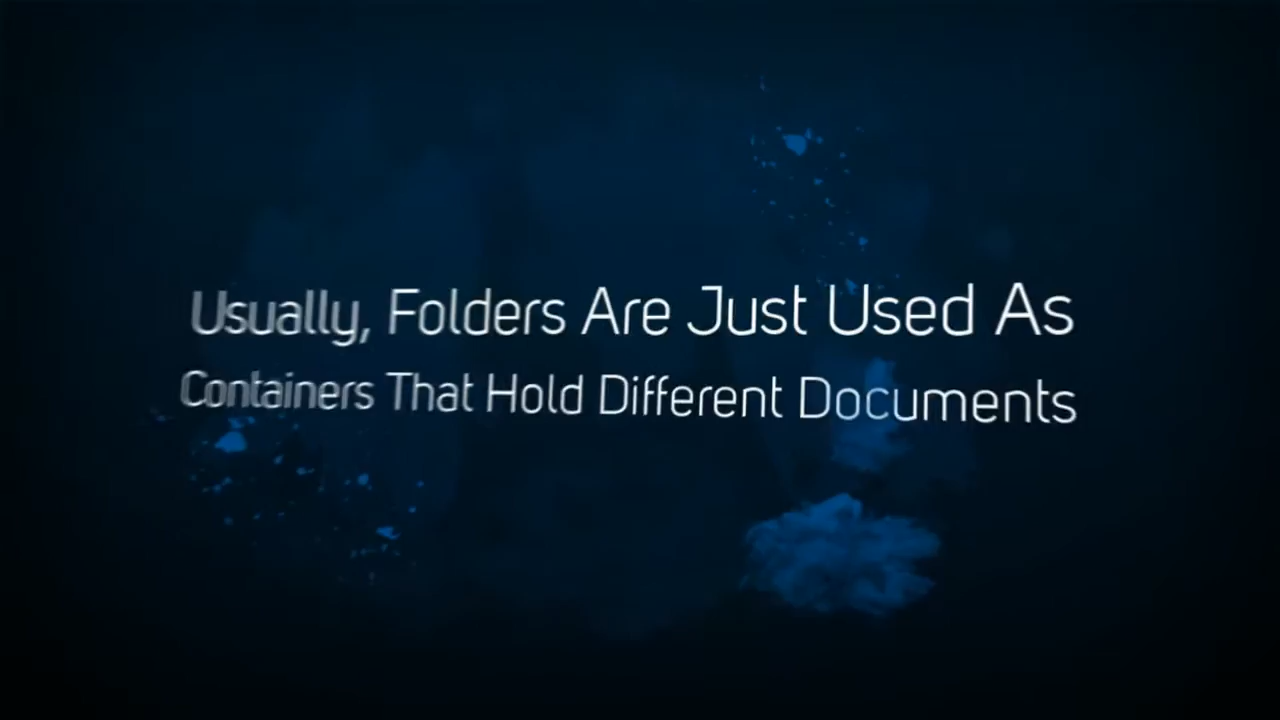 Usually, Folders Are Just Used As
Containers That Hold Different Documents